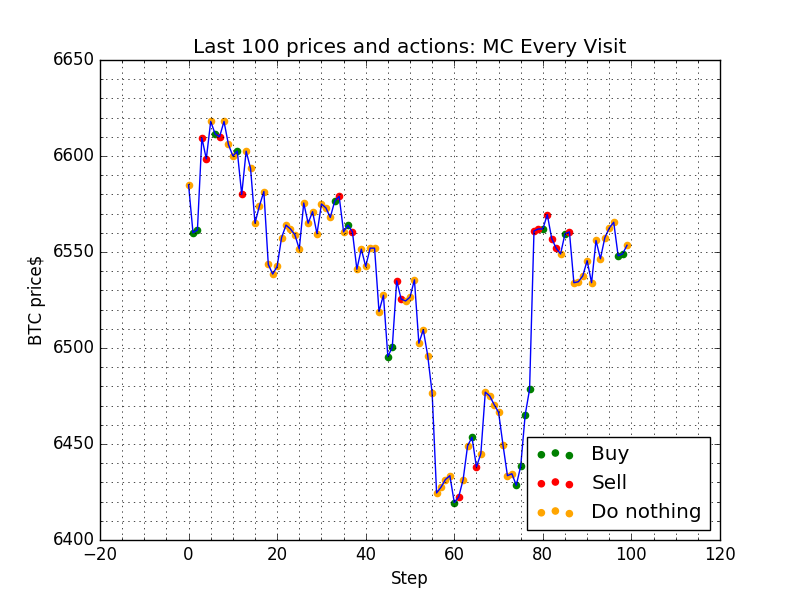 Last 100 prices and actions: MC Every Visit
BTC price$
6650
6600
6550
6500
6450
6400
Buy
Sell
Do nothing
−20 0 20 40 60 80 100 120
Step